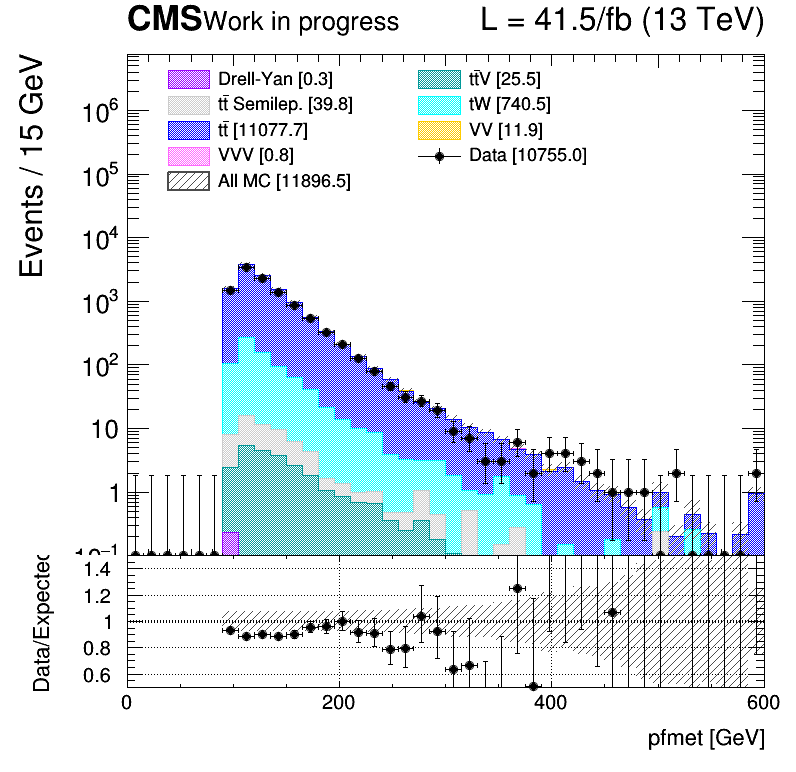 CMS Work in progress L = 41.5/fb (13 TeV)
Events / 15 GeV
Drell-Yan [0.3]
tt̄ Semilep. [39.8]
tt̄ [11077.7]
VVV [0.8]
All MC [11896.5]
tt̄V [25.5]
tW [740.5]
VV [11.9]
Data [10755.0]
10⁶
10⁵
10⁴
10³
10²
10
1
10⁻¹
Data/Expected
1.4
1.2
1
0.8
0.6
0 200 400 600
pfmet [GeV]